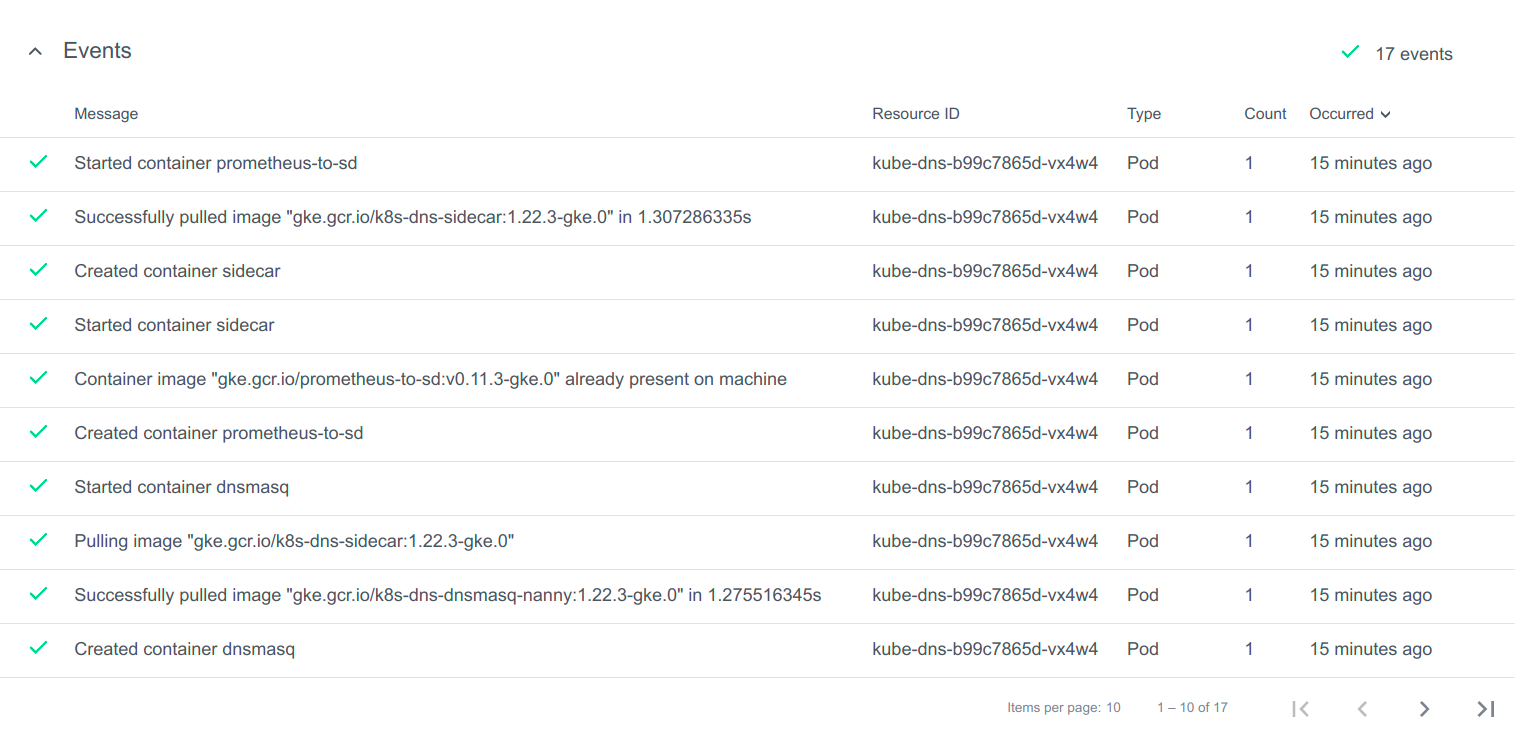 Events
17 events
Message Resource ID Type Count Occurred
Started container prometheus-to-sd kube-dns-b99c7865d-vx4w4 Pod 1 15 minutes ago
Successfully pulled image "gke.gcr.io/k8s-dns-sidecar:1.22.3-gke.0" in 1.307286335s kube-dns-b99c7865d-vx4w4 Pod 1 15 minutes ago
Created container sidecar kube-dns-b99c7865d-vx4w4 Pod 1 15 minutes ago
Started container sidecar kube-dns-b99c7865d-vx4w4 Pod 1 15 minutes ago
Container image "gke.gcr.io/prometheus-to-sd:v0.11.3-gke.0" already present on machine kube-dns-b99c7865d-vx4w4 Pod 1 15 minutes ago
Created container prometheus-to-sd kube-dns-b99c7865d-vx4w4 Pod 1 15 minutes ago
Started container dnsmasq kube-dns-b99c7865d-vx4w4 Pod 1 15 minutes ago
Pulling image "gke.gcr.io/k8s-dns-sidecar:1.22.3-gke.0" kube-dns-b99c7865d-vx4w4 Pod 1 15 minutes ago
Successfully pulled image "gke.gcr.io/k8s-dns-dnsmasq-nanny:1.22.3-gke.0" in 1.275516345s kube-dns-b99c7865d-vx4w4 Pod 1 15 minutes ago
Created container dnsmasq kube-dns-b99c7865d-vx4w4 Pod 1 15 minutes ago
Items per page: 10 1 – 10 of 17